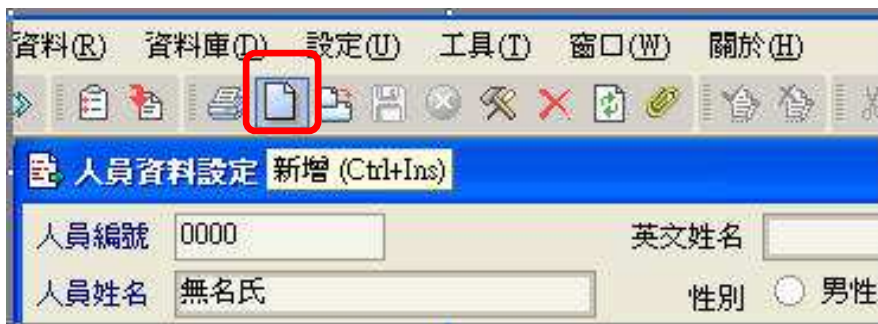 資料(R) 資料庫(D) 設定(U) 工具(T) 窗口(W) 關於(H)
人員資料設定 新增 (Ctrl+Ins)
人員編號 0000 英文姓名
人員姓名 無名氏 性別 男性